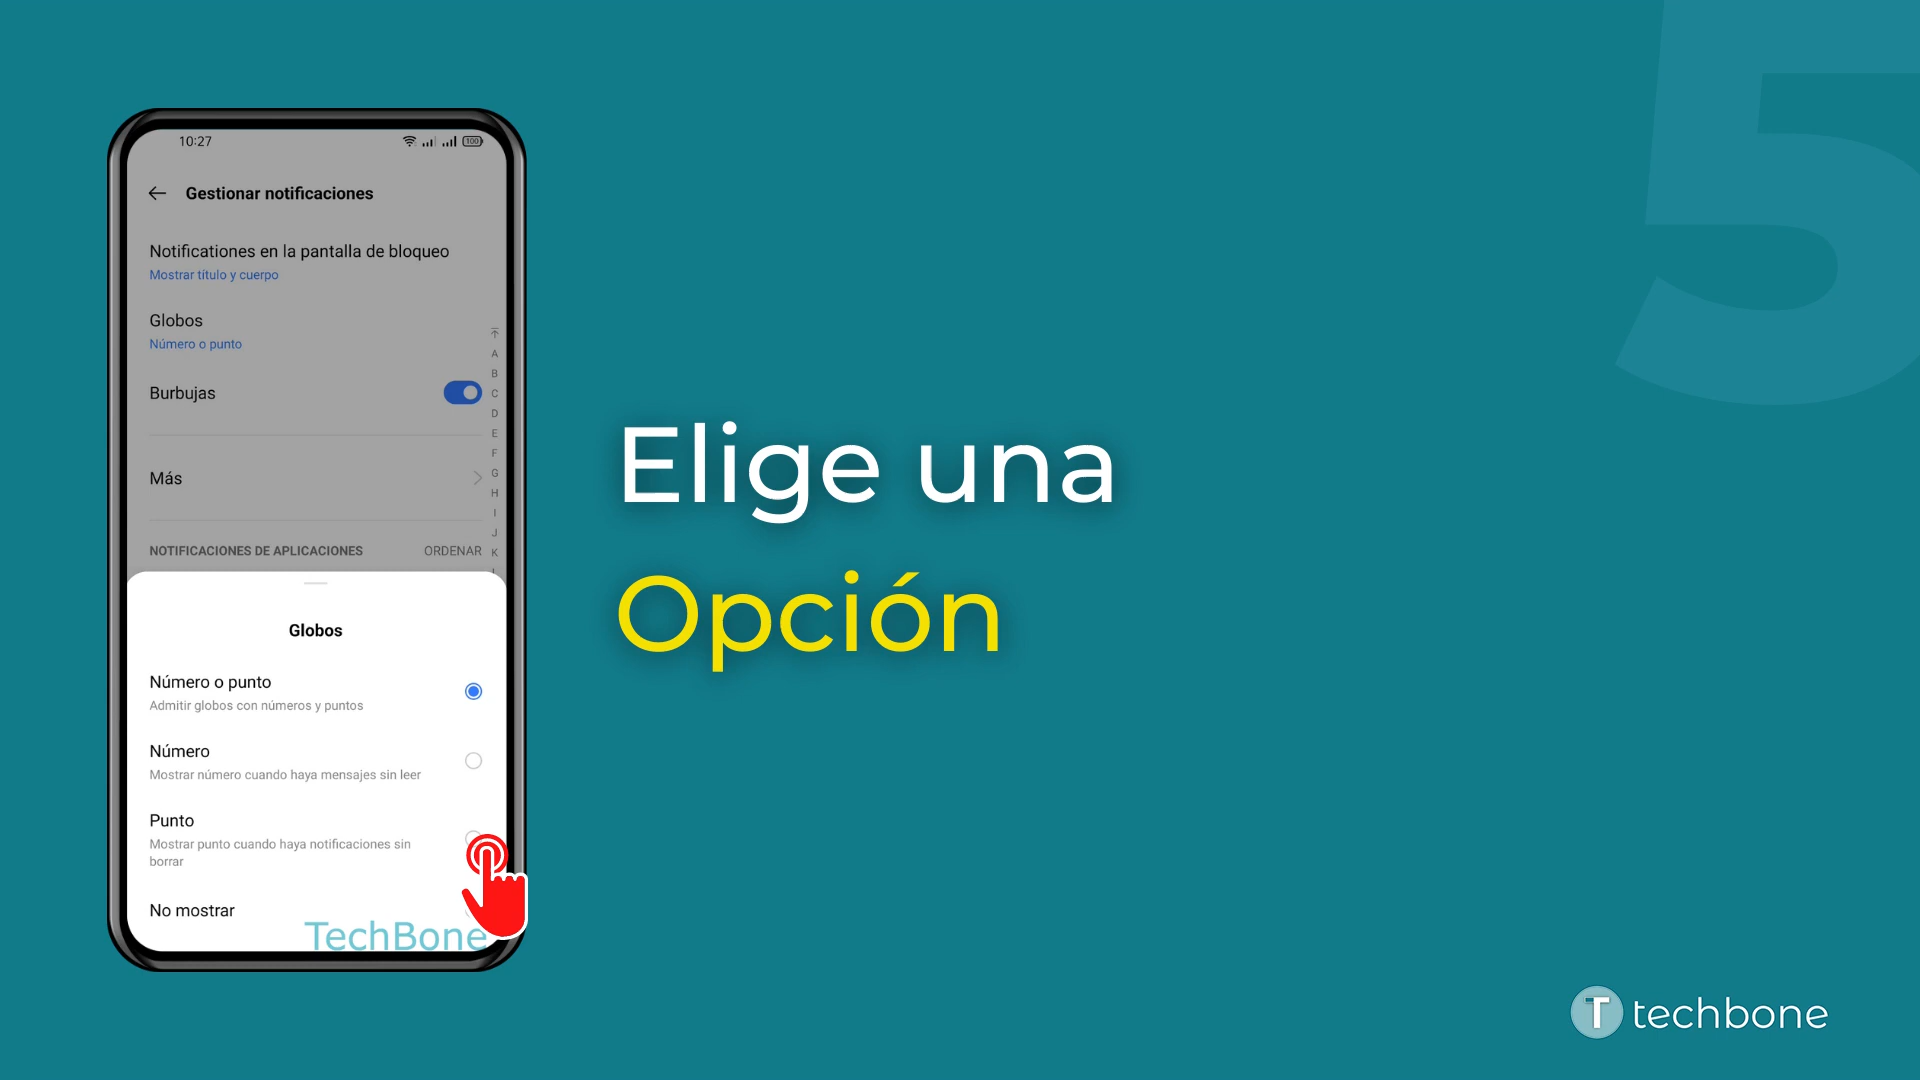 5
10:27
100
Gestionar notificaciones
Notificationes en la pantalla de bloqueo
Mostrar título y cuerpo
Globos
Número o punto
Burbujas
Más
NOTIFICACIONES DE APLICACIONES
ORDENAR
A
B
C
D
E
F
G
H
I
J
K
Globos
Número o punto
Admitir globos con números y puntos
Número
Mostrar número cuando haya mensajes sin leer
Punto
Mostrar punto cuando haya notificaciones sin
borrar
No mostrar
TechBone
Elige una
Opción
T techbone